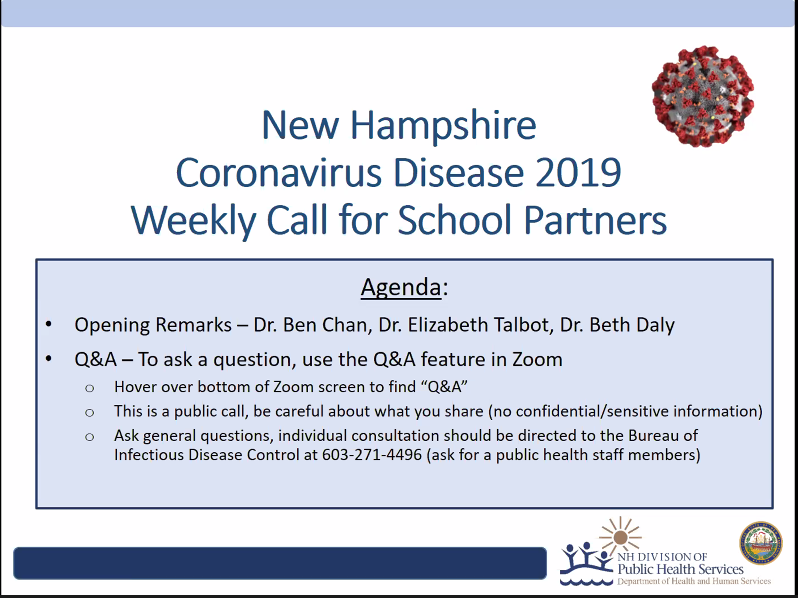 New Hampshire
Coronavirus Disease 2019
Weekly Call for School Partners
Agenda:
• Opening Remarks – Dr. Ben Chan, Dr. Elizabeth Talbot, Dr. Beth Daly
• Q&A – To ask a question, use the Q&A feature in Zoom
o Hover over bottom of Zoom screen to find “Q&A”
o This is a public call, be careful about what you share (no confidential/sensitive information)
o Ask general questions, individual consultation should be directed to the Bureau of
Infectious Disease Control at 603-271-4496 (ask for a public health staff members)
NH DIVISION OF
Public Health Services
Department of Health and Human Services